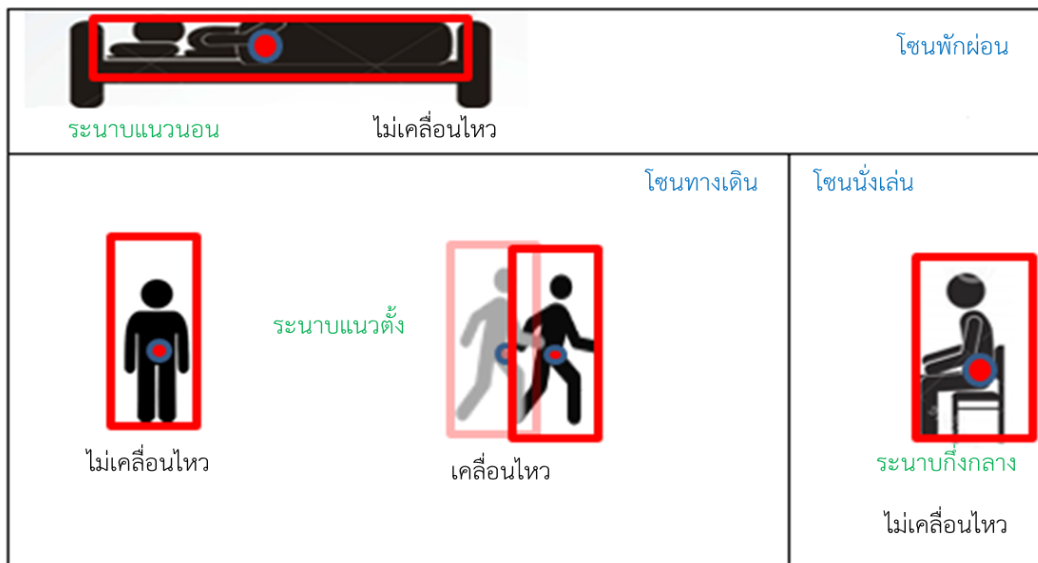 โซนพักผ่อน
ระนาบแนวนอน
ไม่เคลื่อนไหว
โซนทางเดิน
โซนนั่งเล่น
ระนาบแนวตั้ง
ไม่เคลื่อนไหว
เคลื่อนไหว
ระนาบกึ่งกลาง
ไม่เคลื่อนไหว